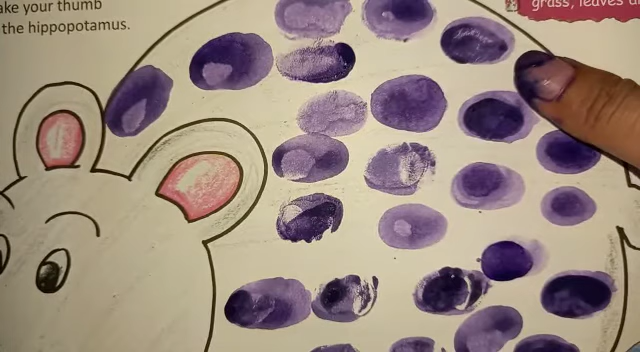 ake your thumb
the hippopotamus.
grass, leaves a